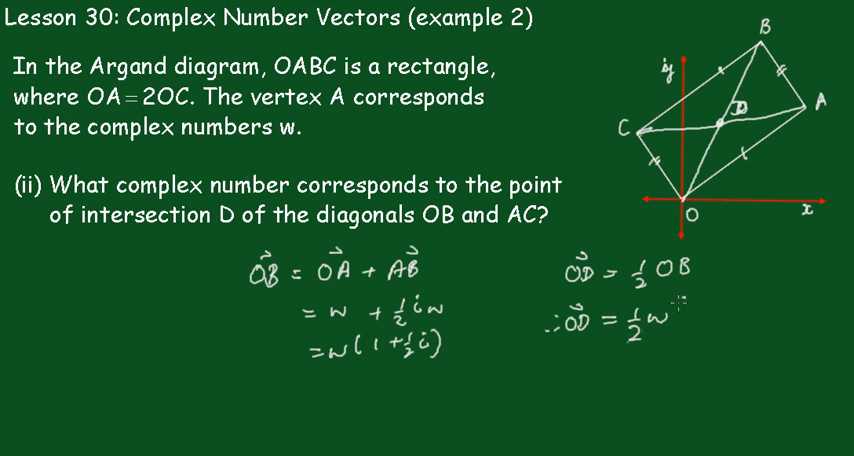 Lesson 30: Complex Number Vectors (example 2)
In the Argand diagram, OABC is a rectangle,
where OA = 2OC. The vertex A corresponds
to the complex numbers w.
(ii) What complex number corresponds to the point
of intersection D of the diagonals OB and AC?
B
iy
D
A
C
O
x
→OB = →OA + →AB
= w + 1/2 iw
= w(1 + 1/2 i)
→OD = 1/2 OB
∴ →OD = 1/2 w